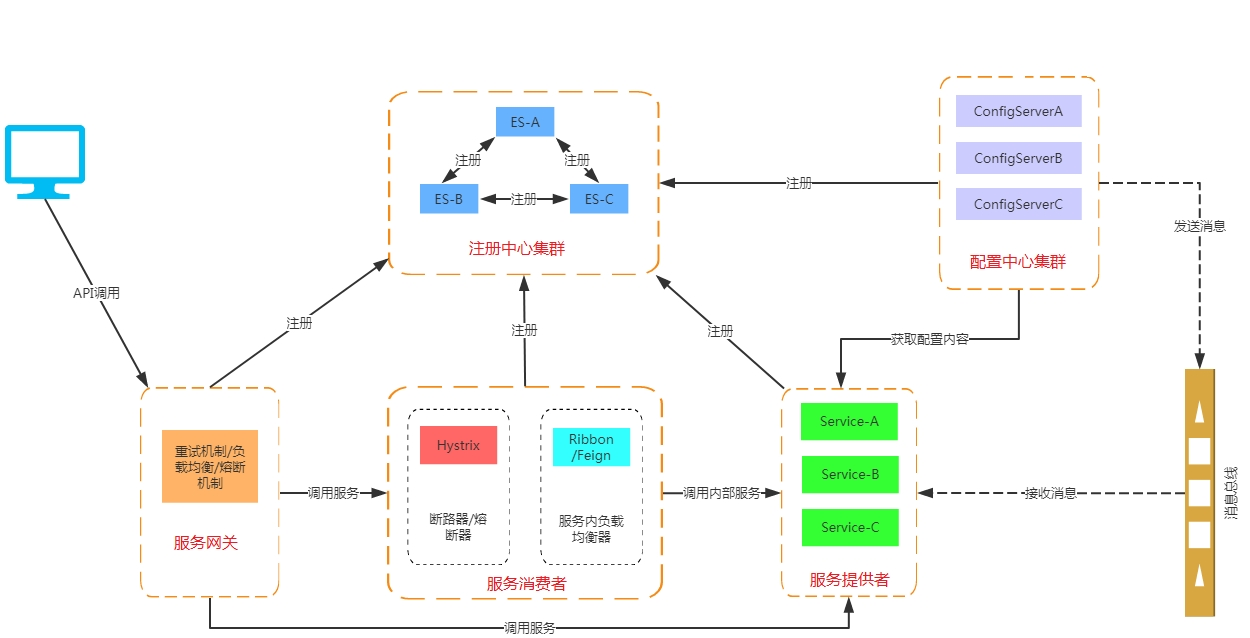 ConfigServerA
ES-A
ConfigServerB
注册
注册
注册
ES-B
注册
ES-C
ConfigServerC
发送消息
注册中心集群
配置中心集群
API调用
注册
注册
注册
获取配置内容
Service-A
Hystrix
Ribbon
/Feign
重试机制/负
载均衡/熔断
机制
Service-B
调用服务
调用内部服务
接收消息
消息总线
断路器/熔
断器
服务内负载
均衡器
Service-C
服务网关
服务消费者
服务提供者
调用服务